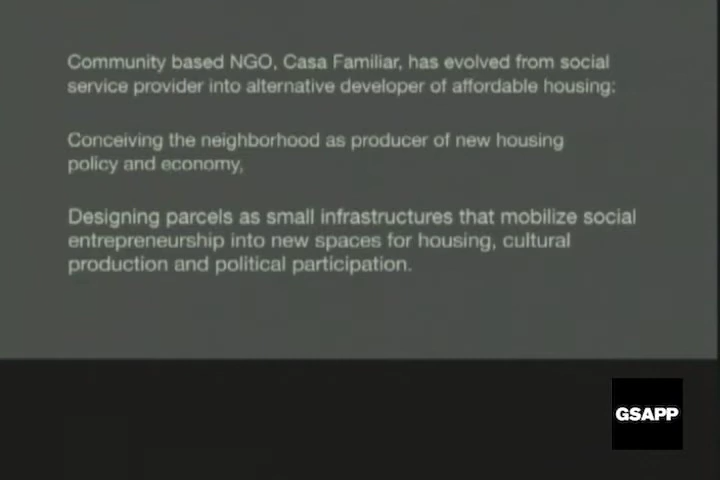 Community based NGO, Casa Familiar, has evolved from social
service provider into alternative developer of affordable housing:
Conceiving the neighborhood as producer of new housing
policy and economy,
Designing parcels as small infrastructures that mobilize social
entrepreneurship into new spaces for housing, cultural
production and political participation.
GSAPP